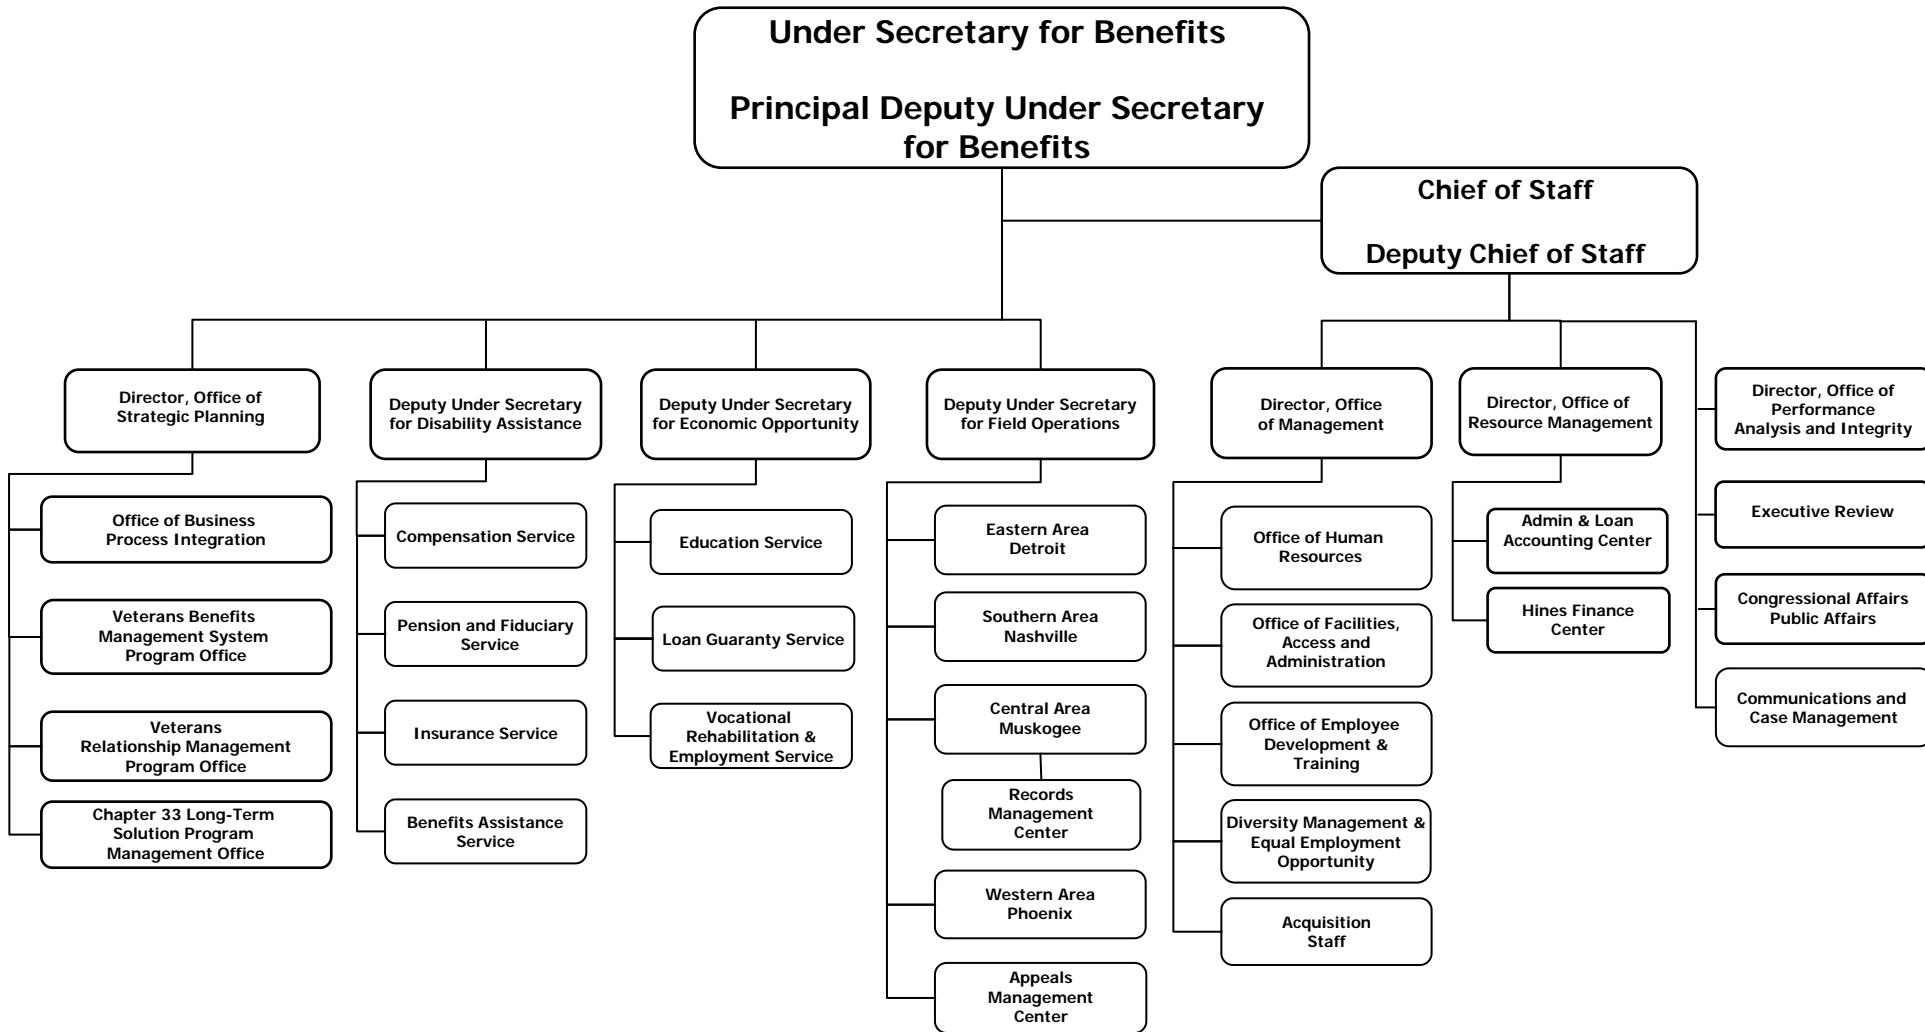 Under Secretary for Benefits
Principal Deputy Under Secretary
for Benefits
Chief of Staff
Deputy Chief of Staff
Director, Office of
Strategic Planning
Office of Business
Process Integration
Veterans Benefits
Management System
Program Office
Veterans
Relationship Management
Program Office
Chapter 33 Long-Term
Solution Program
Management Office
Deputy Under Secretary
for Disability Assistance
Compensation Service
Pension and Fiduciary
Service
Insurance Service
Benefits Assistance
Service
Deputy Under Secretary
for Economic Opportunity
Education Service
Loan Guaranty Service
Vocational
Rehabilitation &
Employment Service
Deputy Under Secretary
for Field Operations
Eastern Area
Detroit
Southern Area
Nashville
Central Area
Muskogee
Records
Management
Center
Western Area
Phoenix
Appeals
Management
Center
Director, Office
of Management
Office of Human
Resources
Office of Facilities,
Access and
Administration
Office of Employee
Development &
Training
Diversity Management &
Equal Employment
Opportunity
Acquisition
Staff
Director, Office of
Resource Management
Admin & Loan
Accounting Center
Hines Finance
Center
Director, Office of
Performance
Analysis and Integrity
Executive Review
Congressional Affairs
Public Affairs
Communications and
Case Management